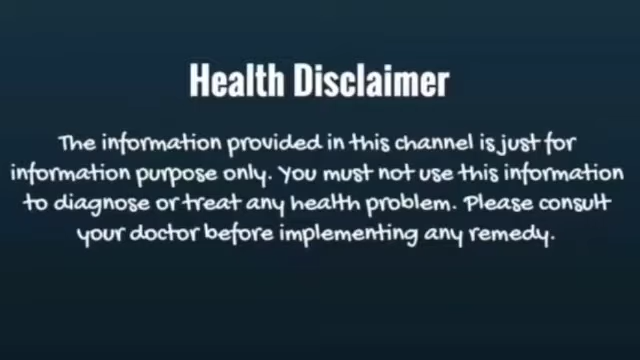 Health Disclaimer
The information provided in this channel is just for
information purpose only. You must not use this information
to diagnose or treat any health problem. Please consult
your doctor before implementing any remedy.